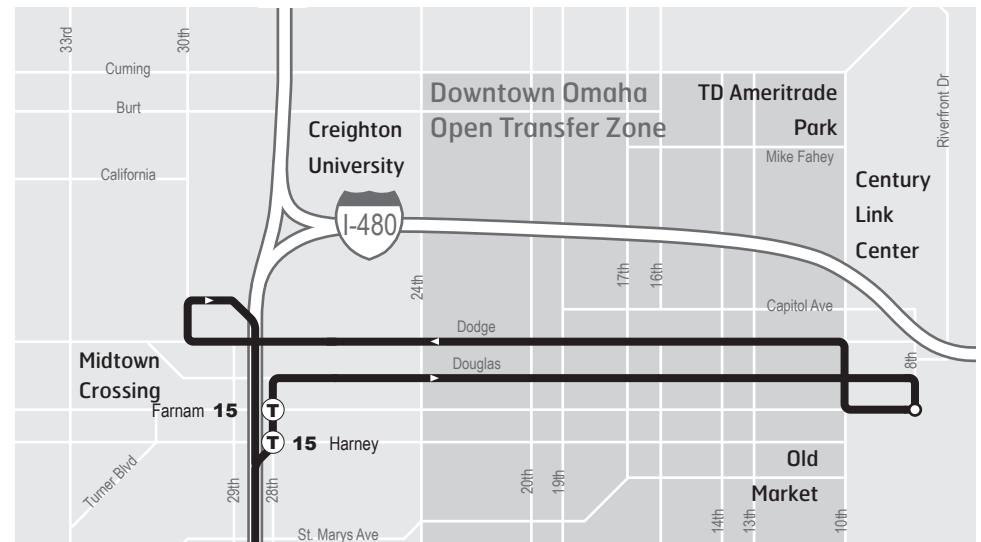 33rd
30th
Cuming
Burt
California
Creighton
University
Downtown Omaha
Open Transfer Zone
TD Ameritrade
Park
Mike Fahey
Riverfront Dr
Century
Link
Center
I-480
24th
17th
16th
Capitol Ave
Dodge
Douglas
8th
Midtown
Crossing
Farnam 15 T
T 15 Harney
Turner Blvd
29th
28th
St. Marys Ave
20th
19th
Old
Market
14th
13th
10th